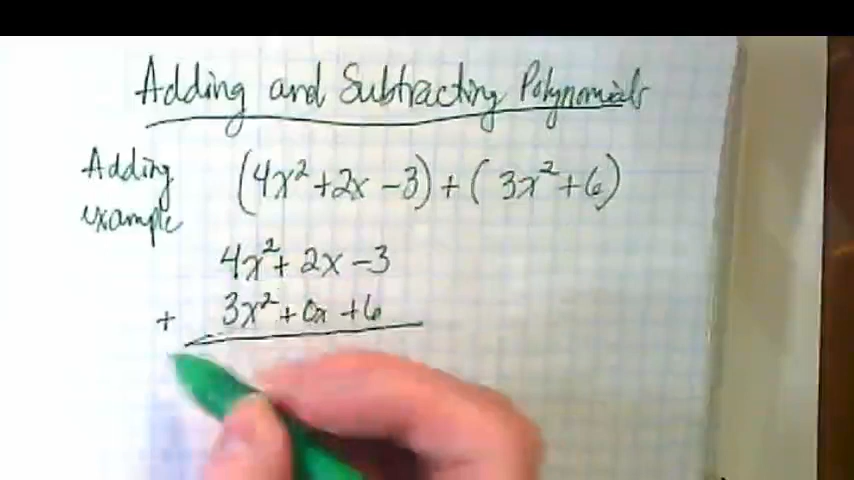 Adding and Subtracting Polynomials
Adding example
(4x² + 2x - 3) + (3x² + 6)
4x² + 2x - 3
+ 3x² + 0x + 6